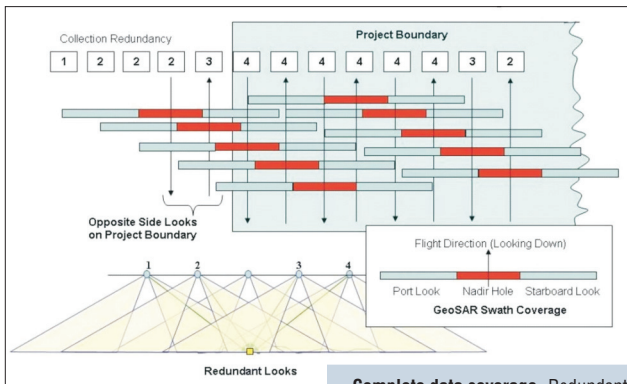 Collection Redundancy
Project Boundary
1 2 2 2 3 4 4 4 4 4 4 3 2
Opposite Side Looks
on Project Boundary
Flight Direction (Looking Down)
Port Look Nadir Hole Starboard Look
GeoSAR Swath Coverage
1 2 3 4
Redundant Looks
Complete data coverage. Redundant